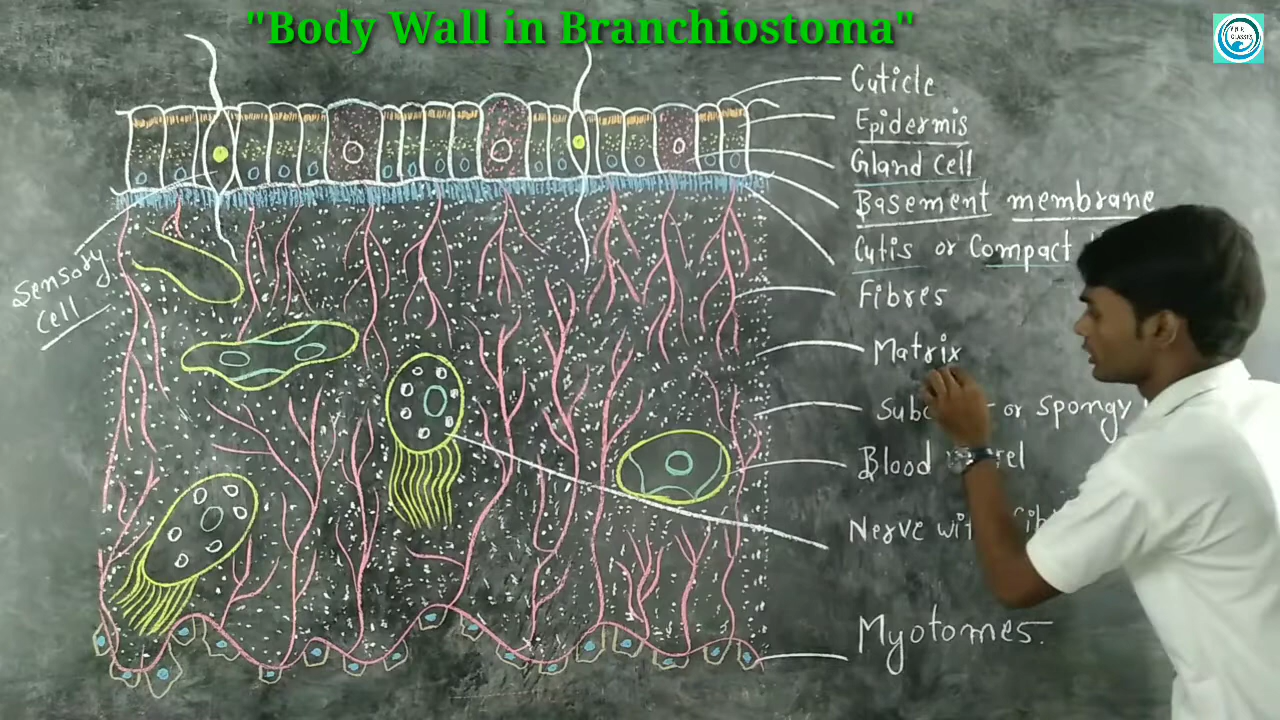 "Body Wall in Branchiostoma"
Cuticle
Epidermis
Gland Cell
Basement membrane
Cutis or Compact
Fibres
Matrix
or Spongy
Blood
Nerve
Myotomes.
Sensory
Cell